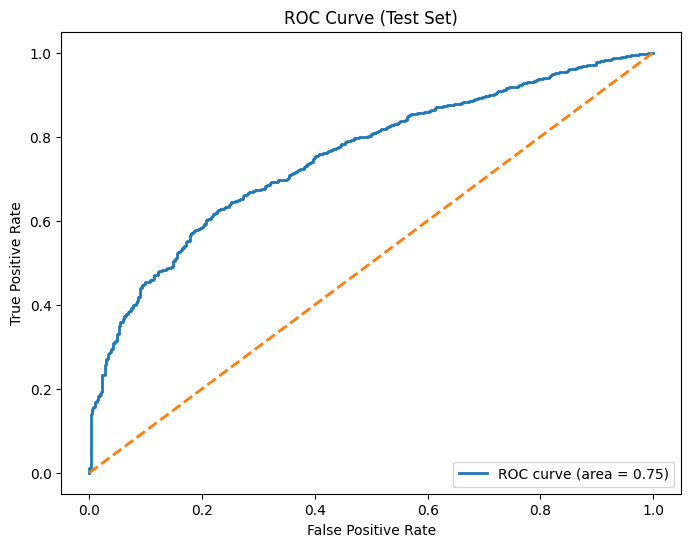 ROC Curve (Test Set)
1.0
0.8
0.6
0.4
0.2
0.0
True Positive Rate
ROC curve (area = 0.75)
0.0 0.2 0.4 0.6 0.8 1.0
False Positive Rate